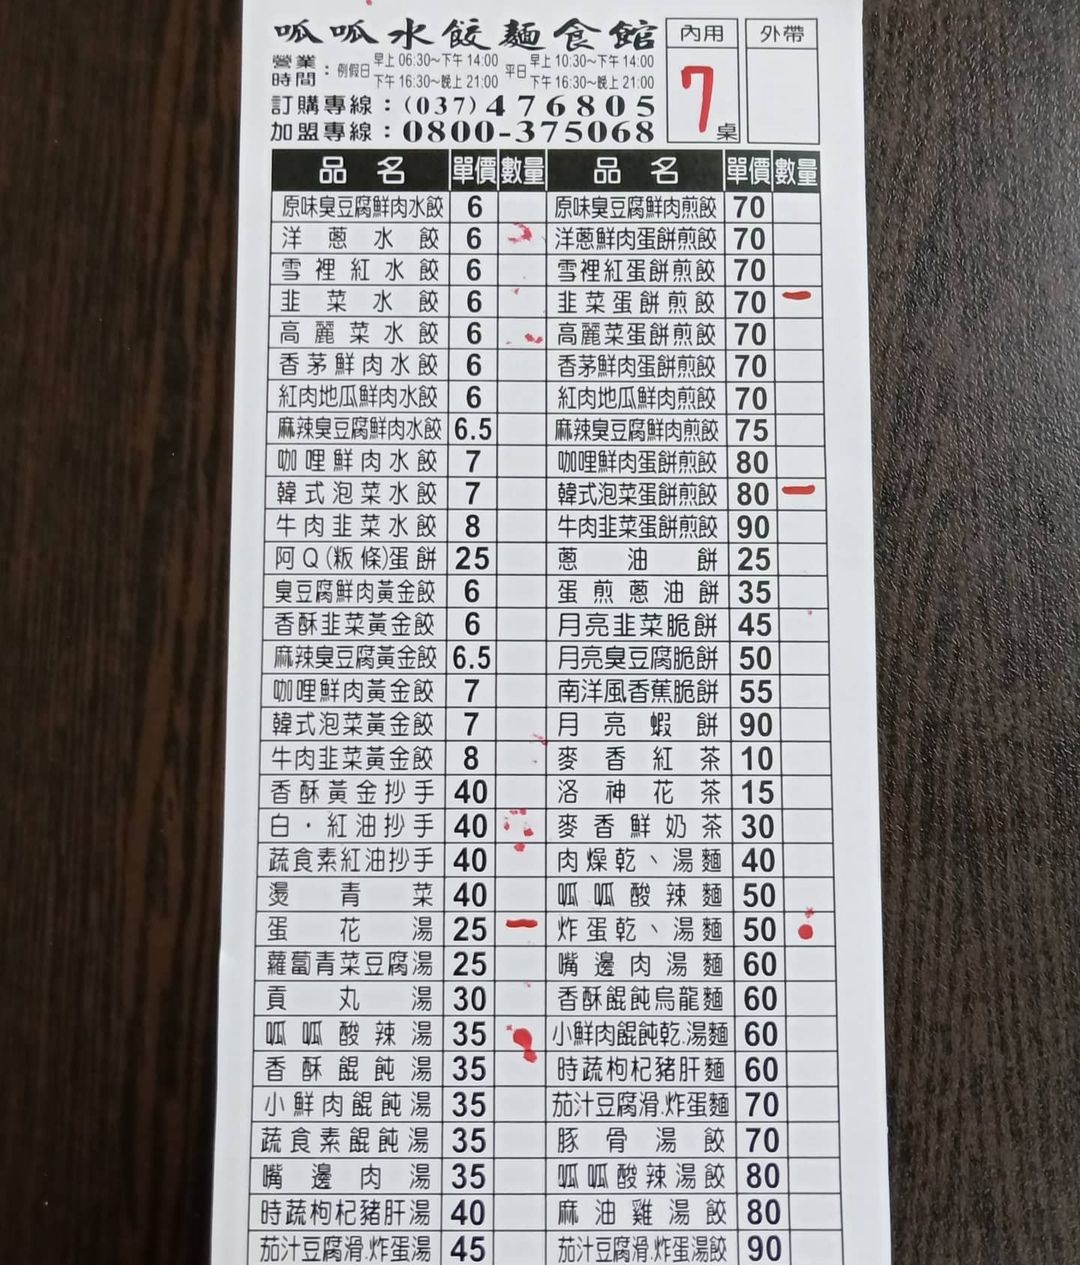 呱呱水餃麵食館
內用
外帶
營業時間：例假日 早上 06:30~下午 14:00 下午 16:30~晚上 21:00 平日 早上 10:30~下午 14:00 下午 16:30~晚上 21:00
7 桌
訂購專線：(037)476805
加盟專線：0800-375068
品名 單價 數量 品名 單價 數量
原味臭豆腐鮮肉水餃 6 原味臭豆腐鮮肉煎餃 70
洋蔥水餃 6 洋蔥鮮肉蛋餅煎餃 70
雪裡紅水餃 6 雪裡紅蛋餅煎餃 70
韭菜水餃 6 韭菜蛋餅煎餃 70 一
高麗菜水餃 6 高麗菜蛋餅煎餃 70
香茅鮮肉水餃 6 香茅鮮肉蛋餅煎餃 70
紅肉地瓜鮮肉水餃 6 紅肉地瓜鮮肉煎餃 70
麻辣臭豆腐鮮肉水餃 6.5 麻辣臭豆腐鮮肉煎餃 75
咖哩鮮肉水餃 7 咖哩鮮肉蛋餅煎餃 80
韓式泡菜水餃 7 韓式泡菜蛋餅煎餃 80 一
牛肉韭菜水餃 8 牛肉韭菜蛋餅煎餃 90
阿Q(粄條)蛋餅 25 蔥油餅 25
臭豆腐鮮肉黃金餃 6 蛋煎蔥油餅 35
香酥韭菜黃金餃 6 月亮韭菜脆餅 45
麻辣臭豆腐黃金餃 6.5 月亮臭豆腐脆餅 50
咖哩鮮肉黃金餃 7 南洋風香蕉脆餅 55
韓式泡菜黃金餃 7 月亮蝦餅 90
牛肉韭菜黃金餃 8 麥香紅茶 10
香酥黃金抄手 40 洛神花茶 15
白·紅油抄手 40 麥香鮮奶茶 30
蔬食素紅油抄手 40 肉燥乾、湯麵 40
燙青菜 40 呱呱酸辣麵 50
蛋花湯 25 一 炸蛋乾、湯麵 50
蘿蔔青菜豆腐湯 25 嘴邊肉湯麵 60
貢丸湯 30 香酥餛飩烏龍麵 60
呱呱酸辣湯 35 小鮮肉餛飩乾.湯麵 60
香酥餛飩湯 35 時蔬枸杞豬肝麵 60
小鮮肉餛飩湯 35 茄汁豆腐滑.炸蛋麵 70
蔬食素餛飩湯 35 豚骨湯餃 70
嘴邊肉湯 35 呱呱酸辣湯餃 80
時蔬枸杞豬肝湯 40 麻油雞湯餃 80
茄汁豆腐滑.炸蛋湯 45 茄汁豆腐滑.炸蛋湯餃 90